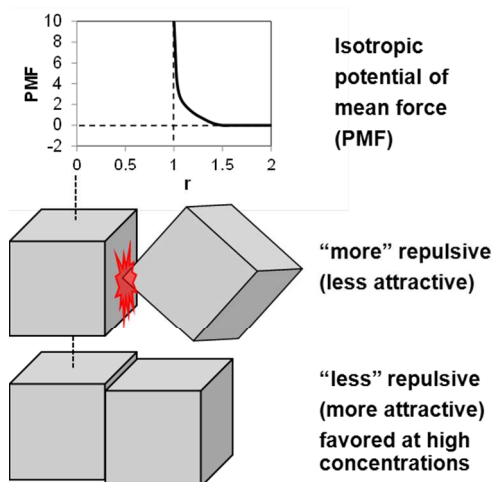 10
8
6
4
2
0
-2
PMF
0 0.5 1 1.5 2
r
Isotropic
potential of
mean force
(PMF)
“more” repulsive
(less attractive)
“less” repulsive
(more attractive)
favored at high
concentrations